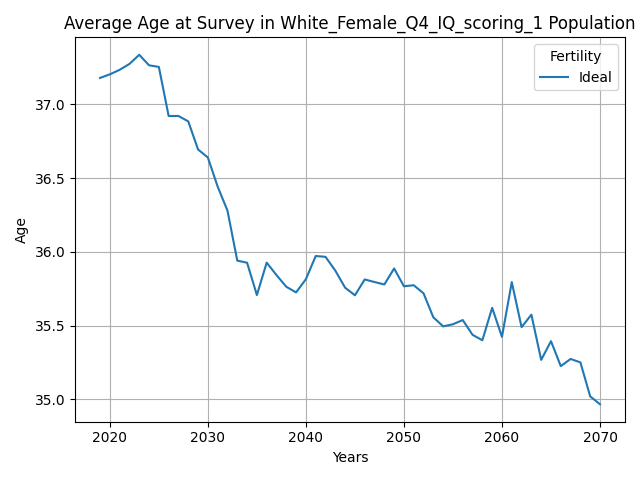 Average Age at Survey in White_Female_Q4_IQ_scoring_1 Population
Fertility
Ideal
37.0
36.5
36.0
35.5
35.0
Age
2020 2030 2040 2050 2060 2070
Years